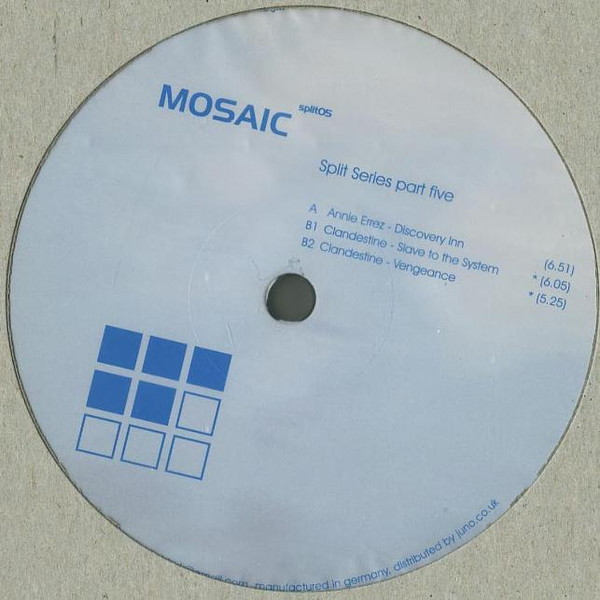 MOSAIC split05
Split Series part five
A Annie Errez - Discovery Inn (6.51)
B1 Clandestine - Slave to the System * (6.05)
B2 Clandestine - Vengeance * (5.25)
manufactured in germany, distributed by juno.co.uk